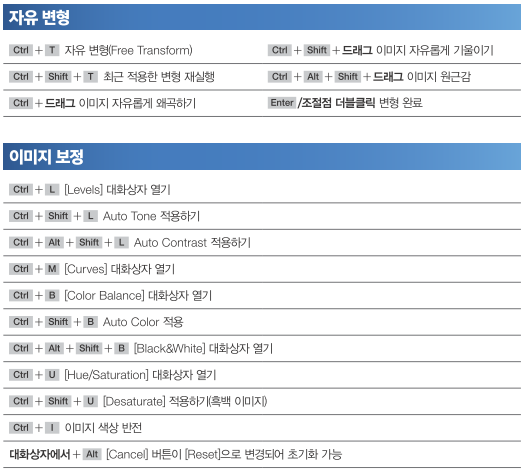 자유 변형
Ctrl + T 자유 변형(Free Transform)
Ctrl + Shift + 드래그 이미지 자유롭게 기울이기
Ctrl + Shift + T 최근 적용한 변형 재실행
Ctrl + Alt + Shift + 드래그 이미지 원근감
Ctrl + 드래그 이미지 자유롭게 왜곡하기
Enter /조절점 더블클릭 변형 완료
이미지 보정
Ctrl + L [Levels] 대화상자 열기
Ctrl + Shift + L Auto Tone 적용하기
Ctrl + Alt + Shift + L Auto Contrast 적용하기
Ctrl + M [Curves] 대화상자 열기
Ctrl + B [Color Balance] 대화상자 열기
Ctrl + Shift + B Auto Color 적용
Ctrl + Alt + Shift + B [Black&White] 대화상자 열기
Ctrl + U [Hue/Saturation] 대화상자 열기
Ctrl + Shift + U [Desaturate] 적용하기(흑백 이미지)
Ctrl + I 이미지 색상 반전
대화상자에서 + Alt [Cancel] 버튼이 [Reset]으로 변경되어 초기화 가능